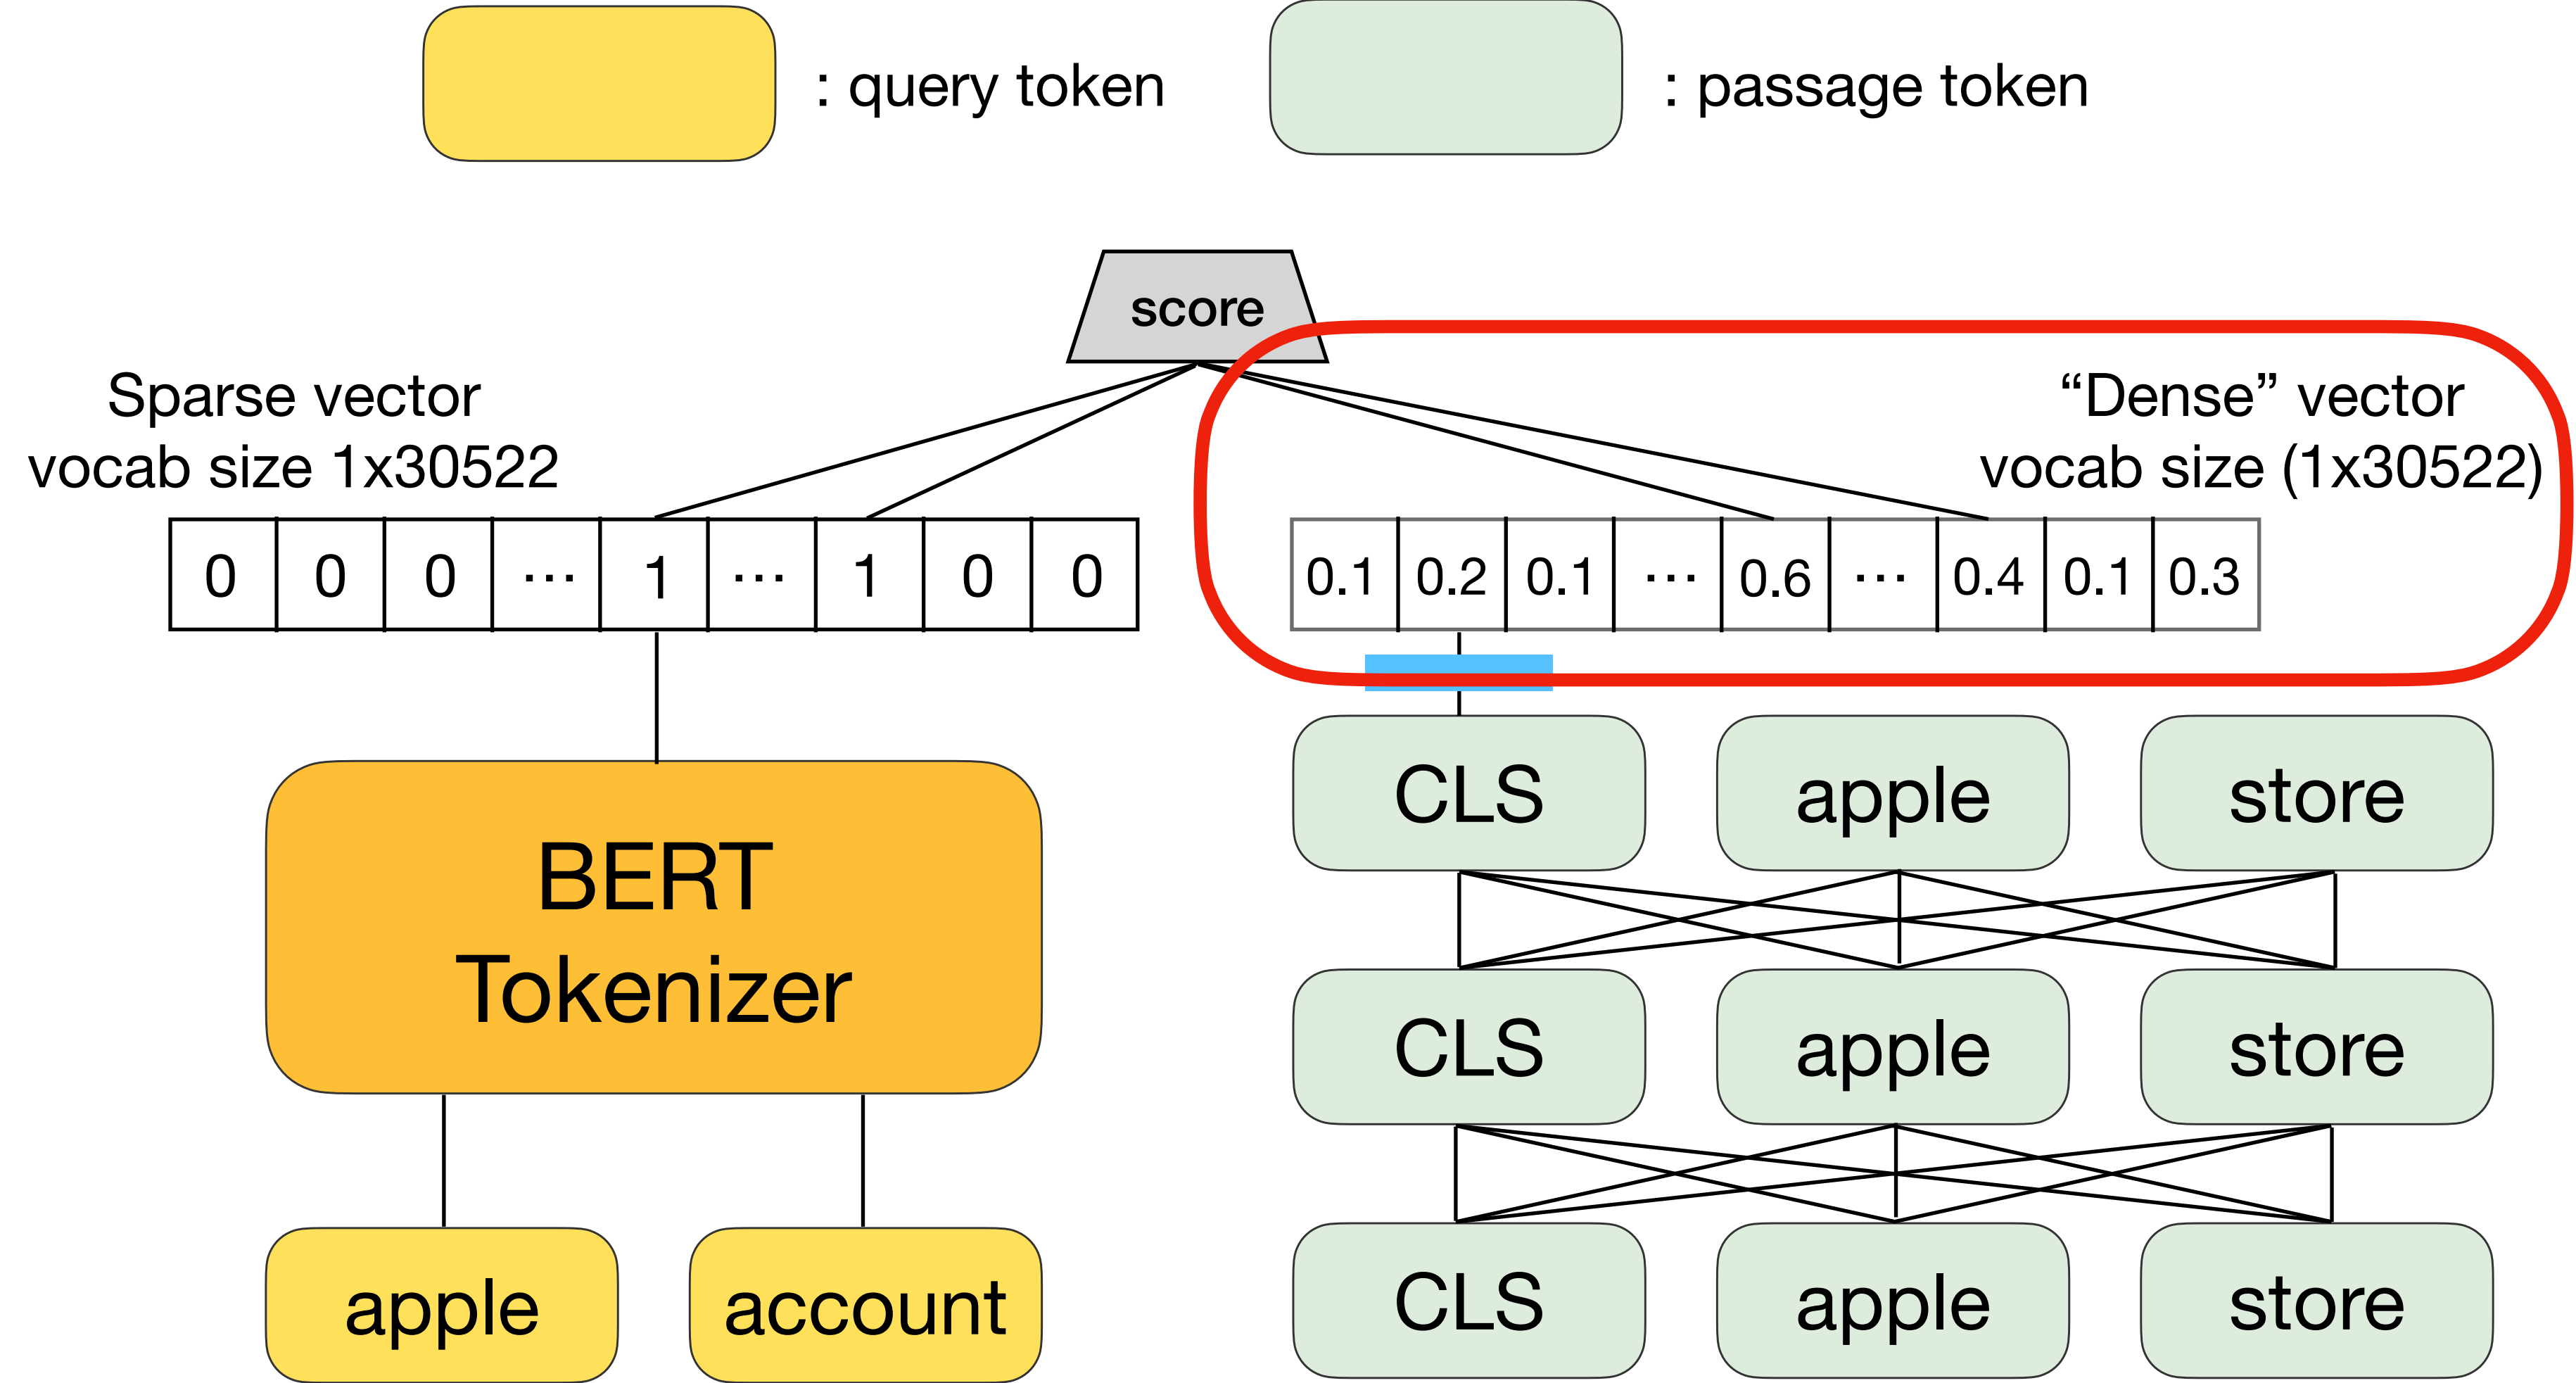 : query token
: passage token
score
Sparse vector
vocab size 1x30522
“Dense” vector
vocab size (1x30522)
0 0 0 ... 1 ... 1 0 0
0.1 0.2 0.1 ... 0.6 ... 0.4 0.1 0.3
BERT
Tokenizer
apple account
CLS apple store
CLS apple store
CLS apple store